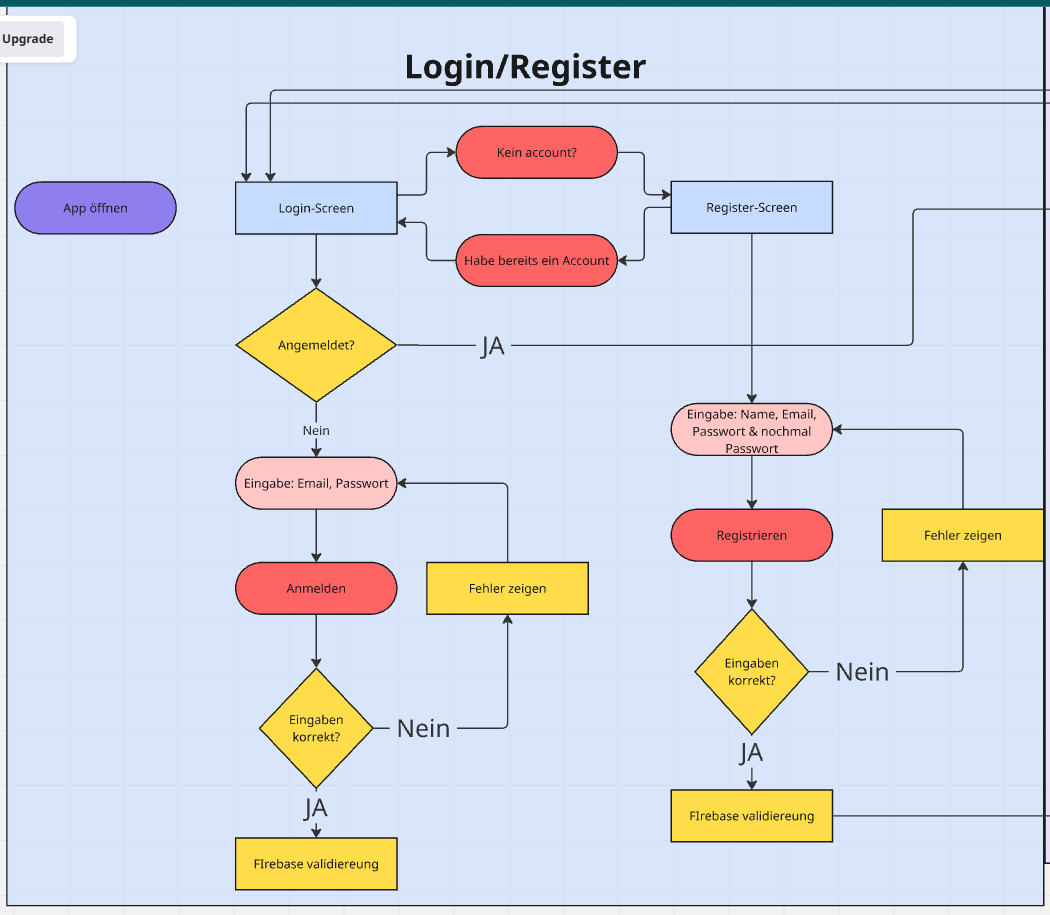 Upgrade
Login/Register
Kein account?
App öffnen
Login-Screen
Register-Screen
Habe bereits ein Account
Angemeldet?
JA
Nein
Eingabe: Name, Email,
Passwort & nochmal
Passwort
Eingabe: Email, Passwort
Registrieren
Fehler zeigen
Anmelden
Fehler zeigen
Eingaben
korrekt?
Nein
Eingaben
korrekt?
Nein
JA
JA
FIrebase validiereung
FIrebase validiereung